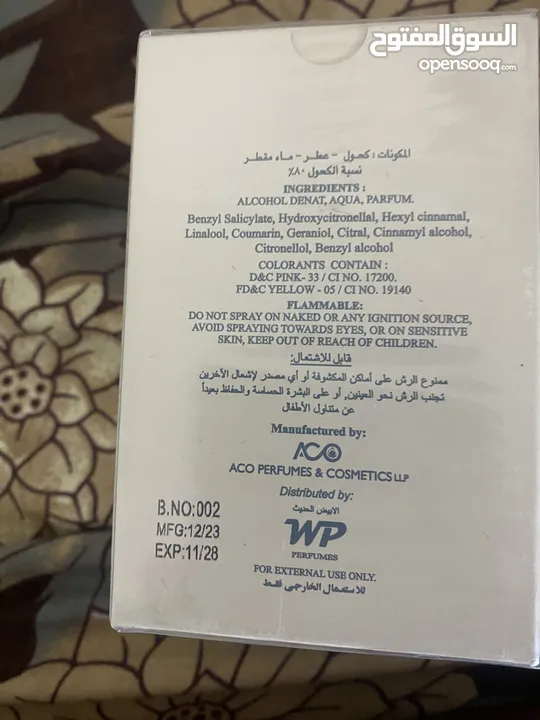 السوق المفتوح
opensooq.com
المكونات : كحول - عطر - ماء مقطر
نسبة الكحول ٨٠٪
INGREDIENTS :
ALCOHOL DENAT, AQUA, PARFUM.
Benzyl Salicylate, Hydroxycitronellal, Hexyl cinnamal,
Linalool, Coumarin, Geraniol, Citral, Cinnamyl alcohol,
Citronellol, Benzyl alcohol
COLORANTS CONTAIN :
D&C PINK- 33 / CI NO. 17200.
FD&C YELLOW - 05 / CI NO. 19140
FLAMMABLE:
DO NOT SPRAY ON NAKED OR ANY IGNITION SOURCE,
AVOID SPRAYING TOWARDS EYES, OR ON SENSITIVE
SKIN, KEEP OUT OF REACH OF CHILDREN.
قابل للاشتعال:
ممنوع الرش على أماكن المكشوفة أو أي مصدر لإشعال الآخرين
تجنب الرش نحو العينين, أو على البشرة الحساسة والحفاظ بعيداً
عن متناول الأطفال
Manufactured by:
ACO
ACO PERFUMES & COSMETICS LLP
Distributed by:
الابيض الحديث
WP
PERFUMES
B.NO:002
MFG:12/23
EXP:11/28
FOR EXTERNAL USE ONLY.
للاستعمال الخارجي فقط